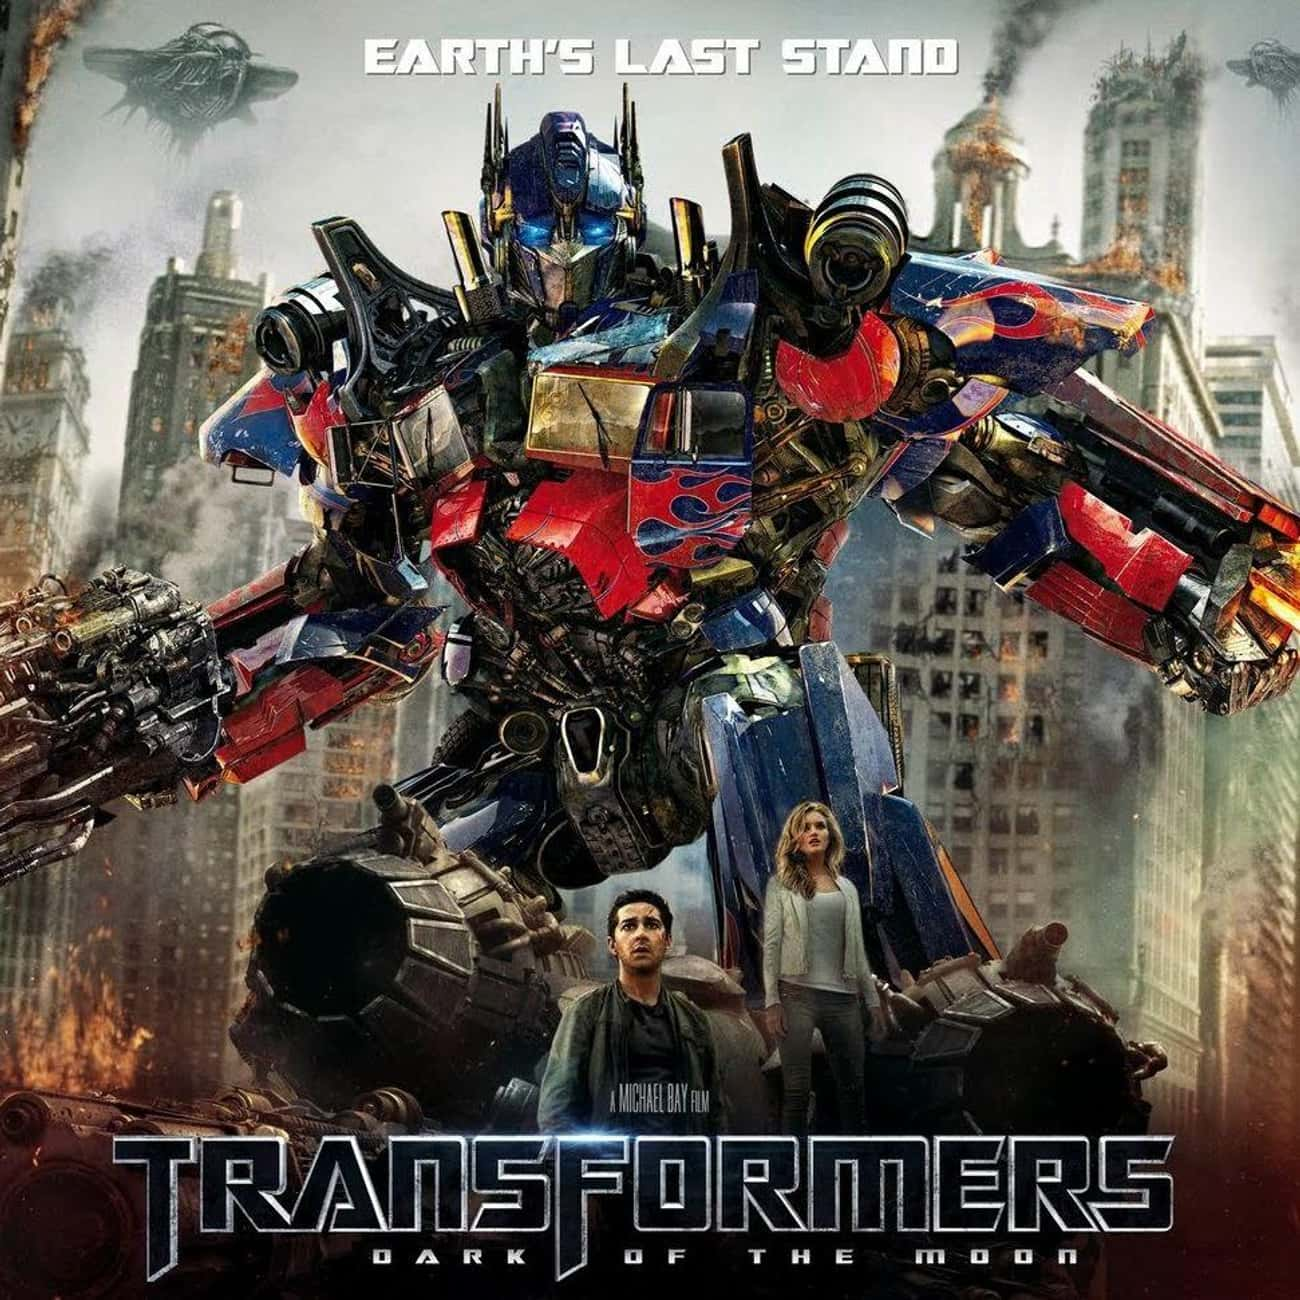 EARTH'S LAST STAND
A MICHAEL BAY FILM
TRANSFORMERS
DARK OF THE MOON